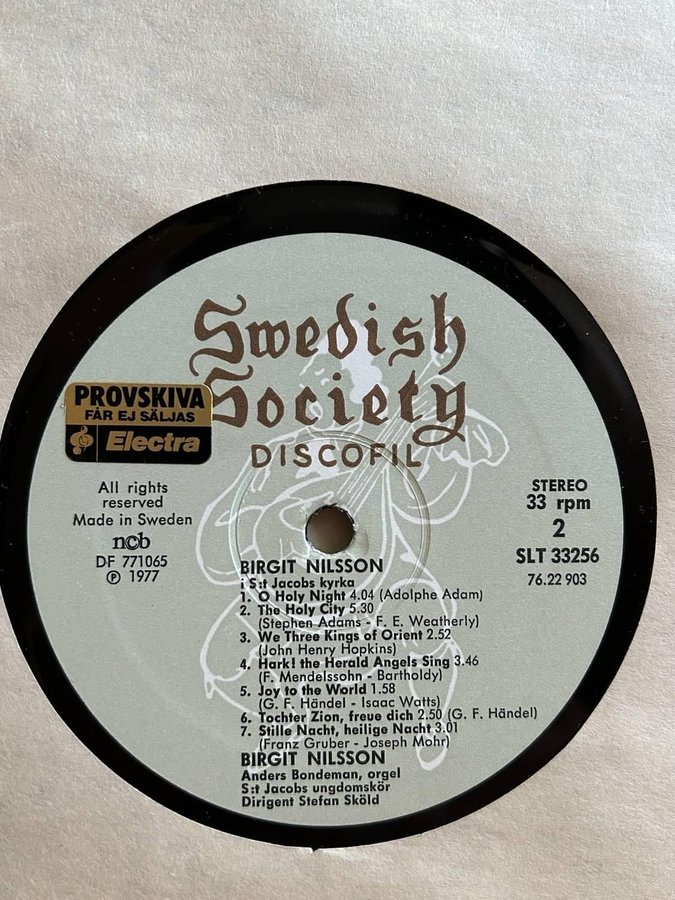 Swedish
Society
DISCOFIL
PROVSKIVA
FÅR EJ SÄLJAS
Electra
All rights
reserved
Made in Sweden
ncb
DF 771065
Ⓟ 1977
STEREO
33 rpm
2
SLT 33256
76.22 903
BIRGIT NILSSON
i S:t Jacobs kyrka
1. O Holy Night 4.04 (Adolphe Adam)
2. The Holy City 5.30
(Stephen Adams - F. E. Weatherly)
3. We Three Kings of Orient 2.52
(John Henry Hopkins)
4. Hark! the Herald Angels Sing 3.46
(F. Mendelssohn - Bartholdy)
5. Joy to the World 1.58
(G. F. Händel - Isaac Watts)
6. Tochter Zion, freue dich 2.50 (G. F. Händel)
7. Stille Nacht, heilige Nacht 3.01
(Franz Gruber - Joseph Mohr)
BIRGIT NILSSON
Anders Bondeman, orgel
S:t Jacobs ungdomskör
Dirigent Stefan Sköld